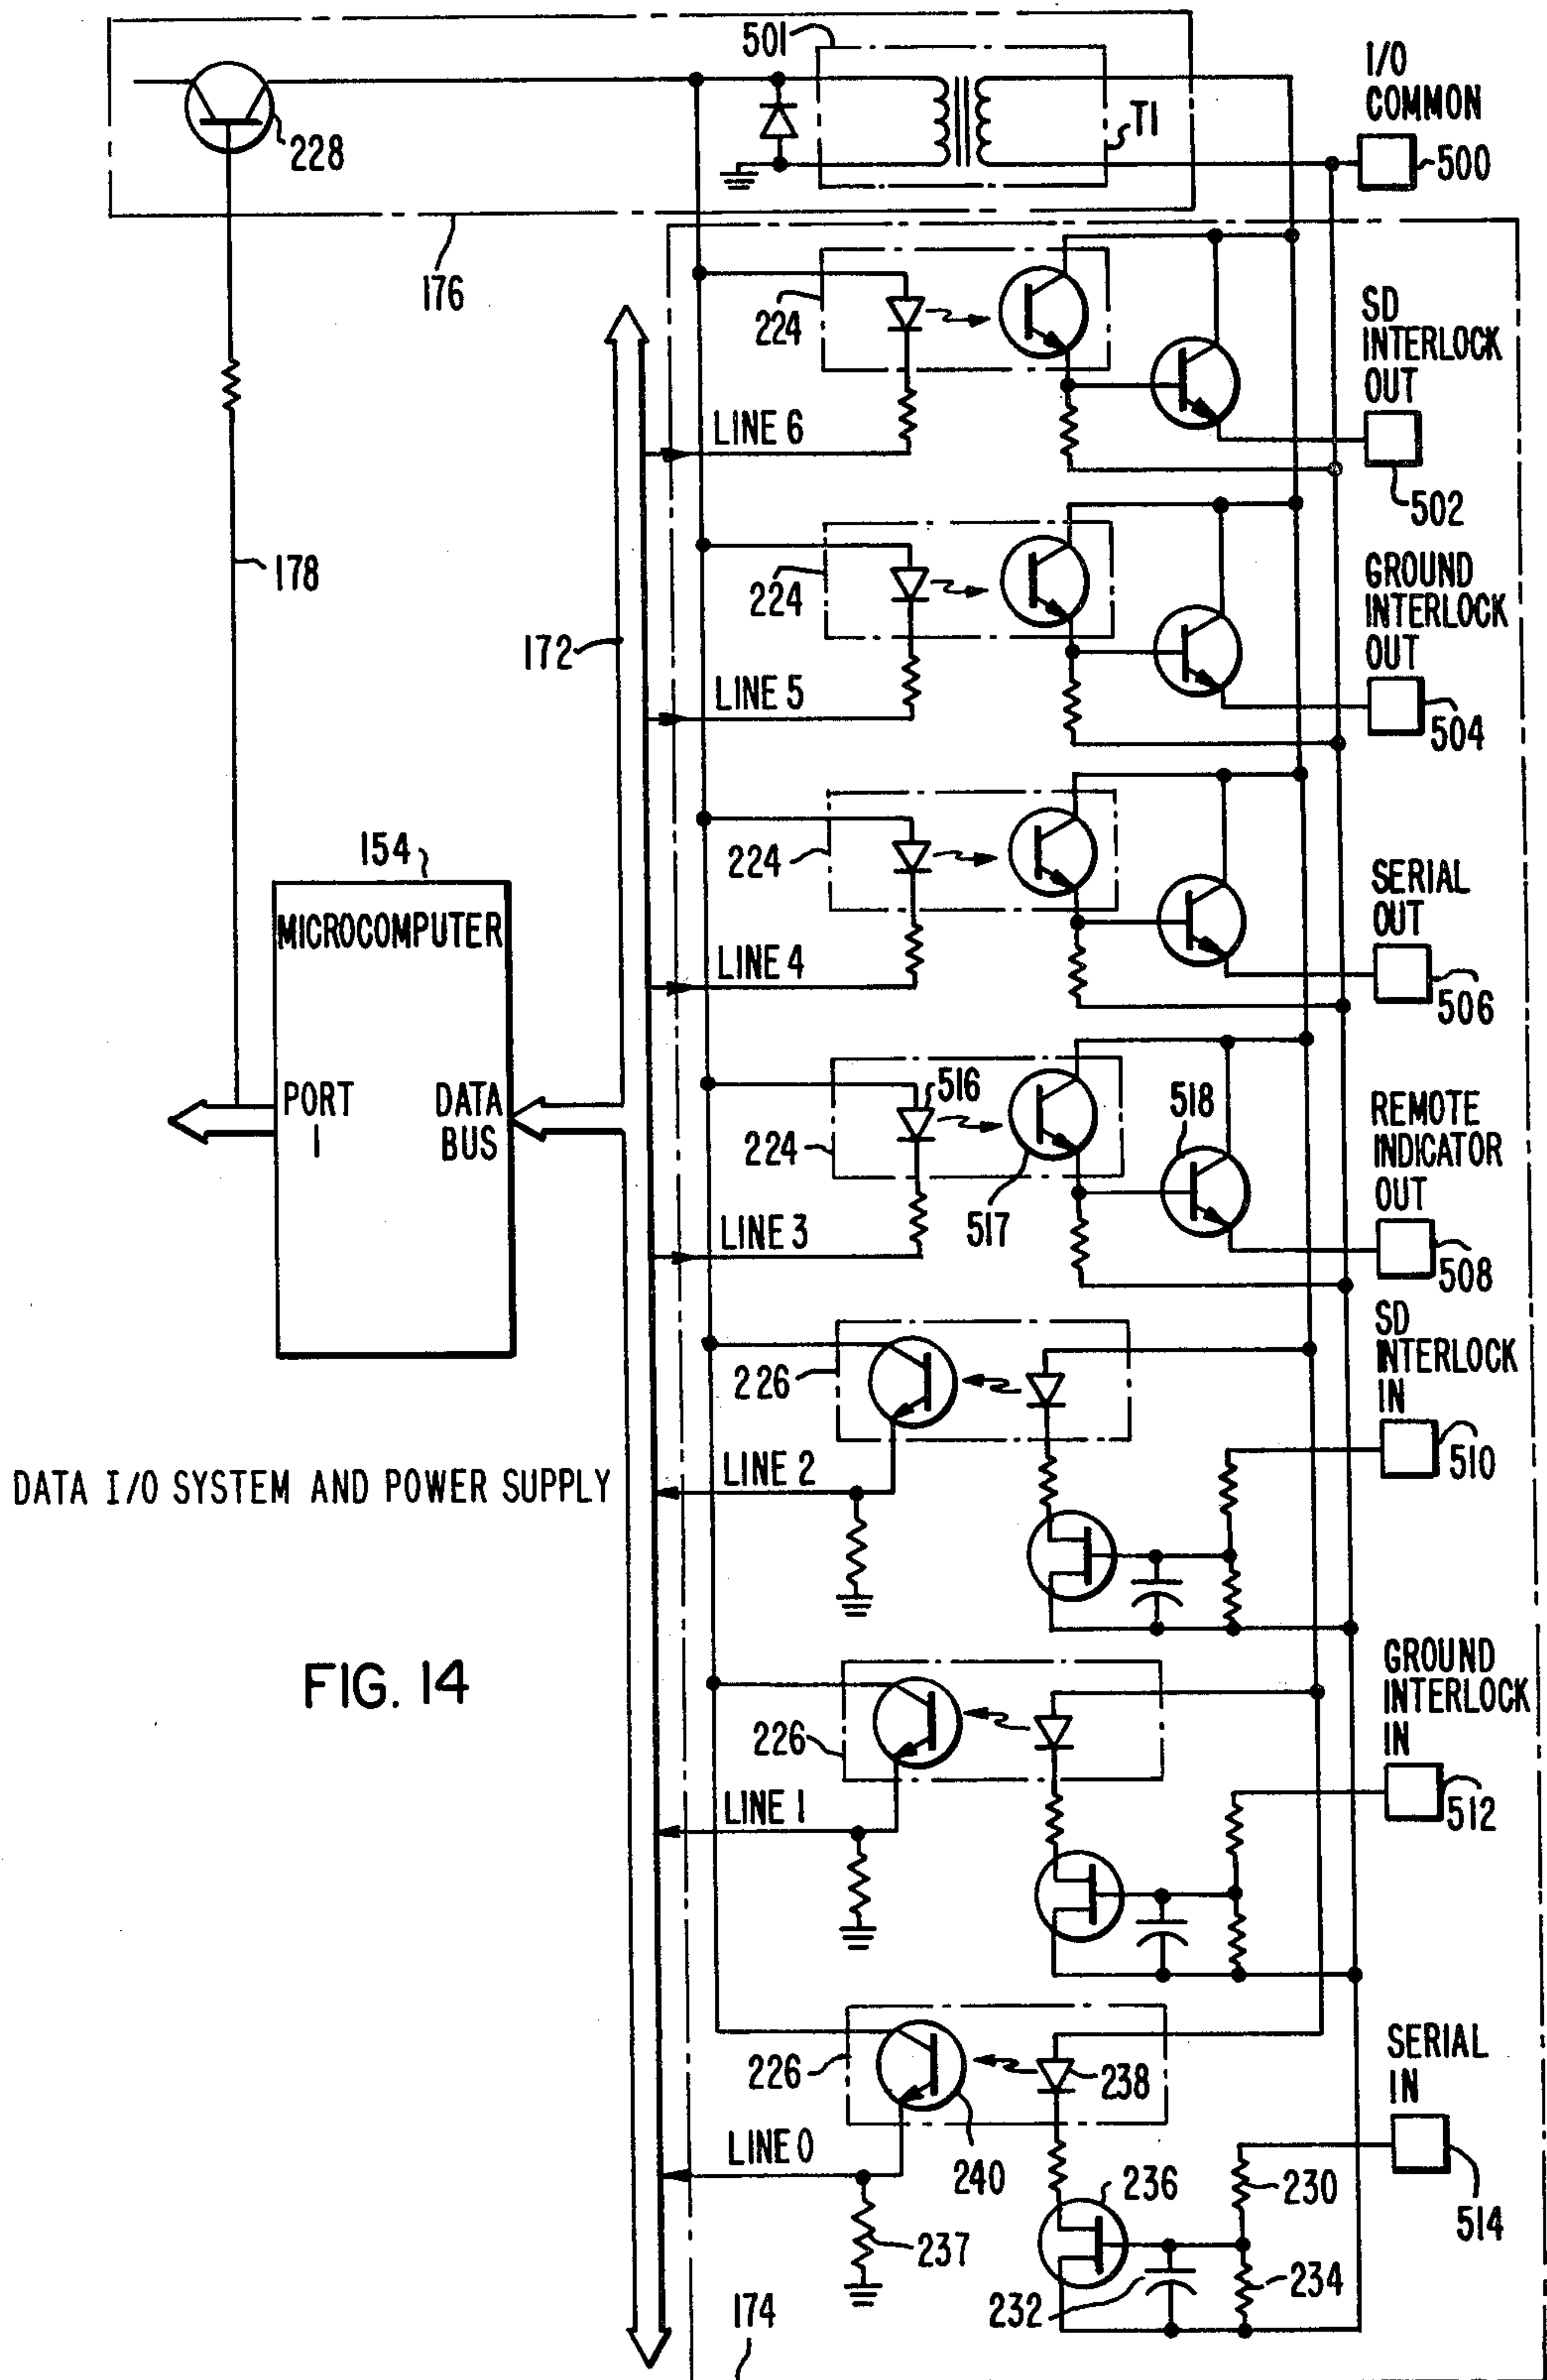 501
I/O
COMMON
T1
500
228
176
SD
INTERLOCK
OUT
224
LINE 6
502
178
GROUND
INTERLOCK
OUT
224
172
LINE 5
504
154
MICROCOMPUTER
224
SERIAL
OUT
LINE 4
506
PORT
1
DATA
BUS
516
518
REMOTE
INDICATOR
OUT
224
517
LINE 3
508
SD
INTERLOCK
IN
226
LINE 2
510
DATA I/O SYSTEM AND POWER SUPPLY
FIG. 14
GROUND
INTERLOCK
IN
226
LINE 1
512
SERIAL
IN
226
238
LINE 0
240
236
230
514
237
232
234
174